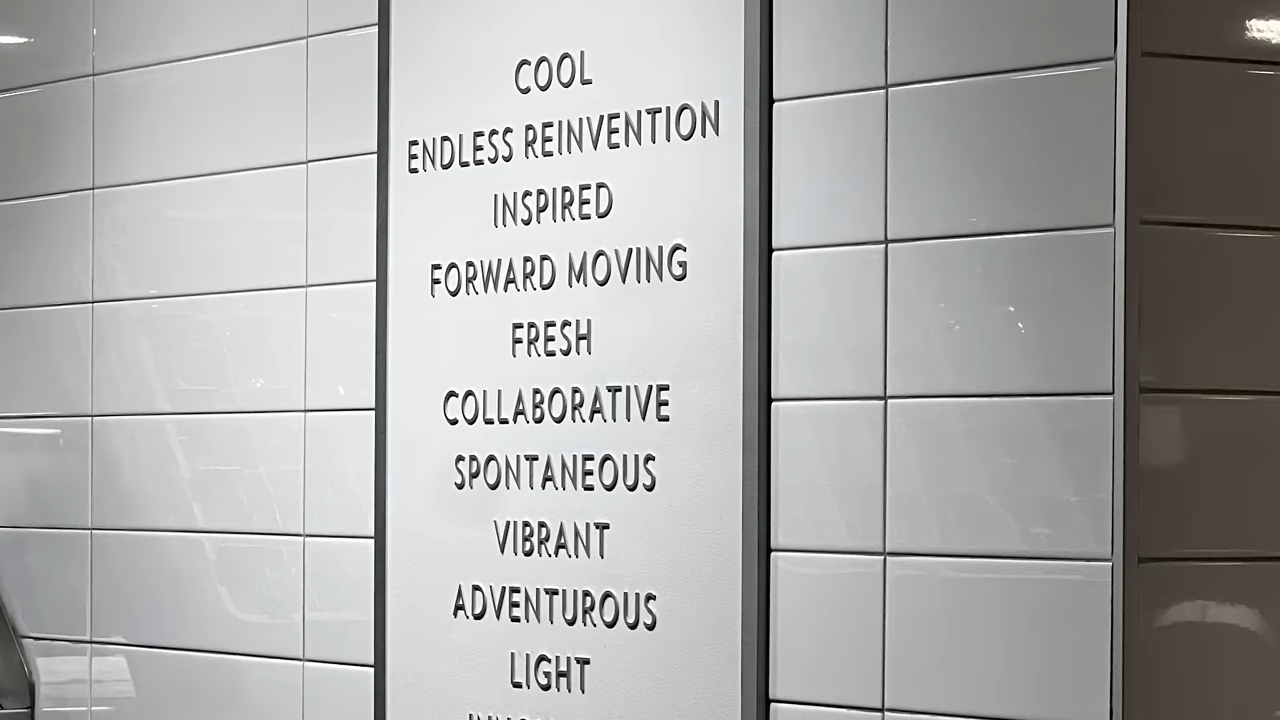 COOL
ENDLESS REINVENTION
INSPIRED
FORWARD MOVING
FRESH
COLLABORATIVE
SPONTANEOUS
VIBRANT
ADVENTUROUS
LIGHT